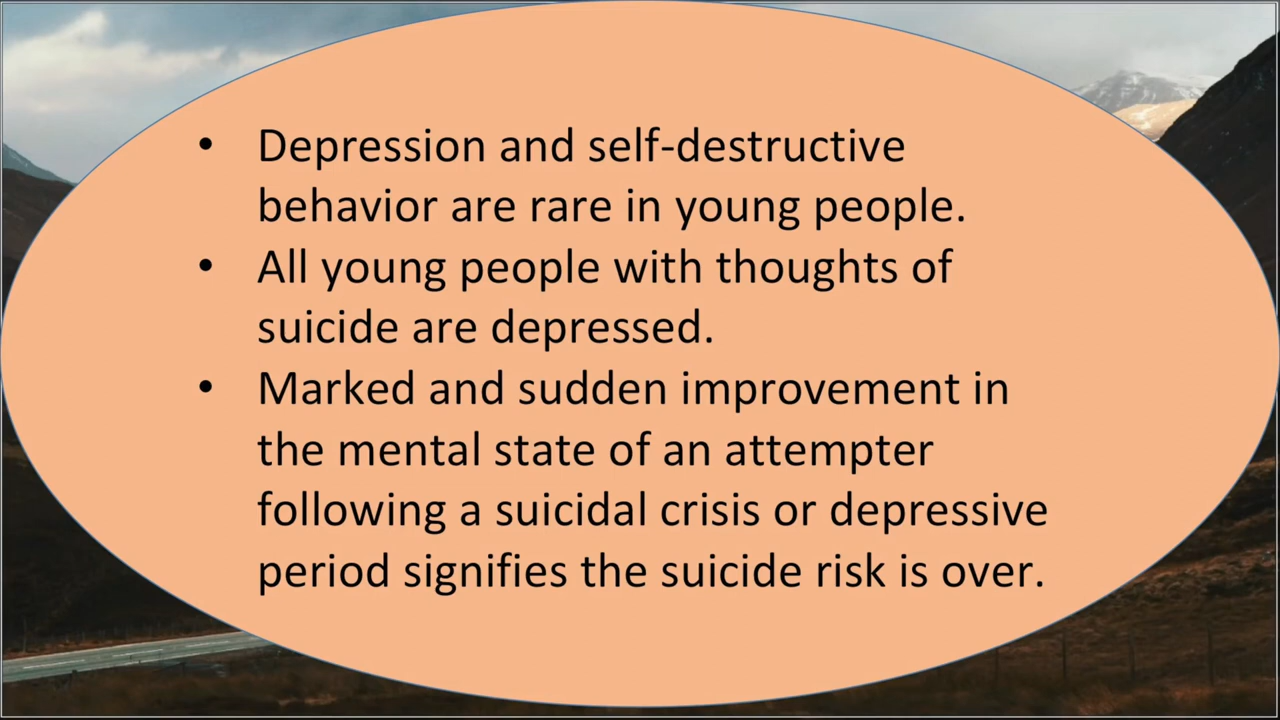 • Depression and self-destructive
behavior are rare in young people.
• All young people with thoughts of
suicide are depressed.
• Marked and sudden improvement in
the mental state of an attempter
following a suicidal crisis or depressive
period signifies the suicide risk is over.